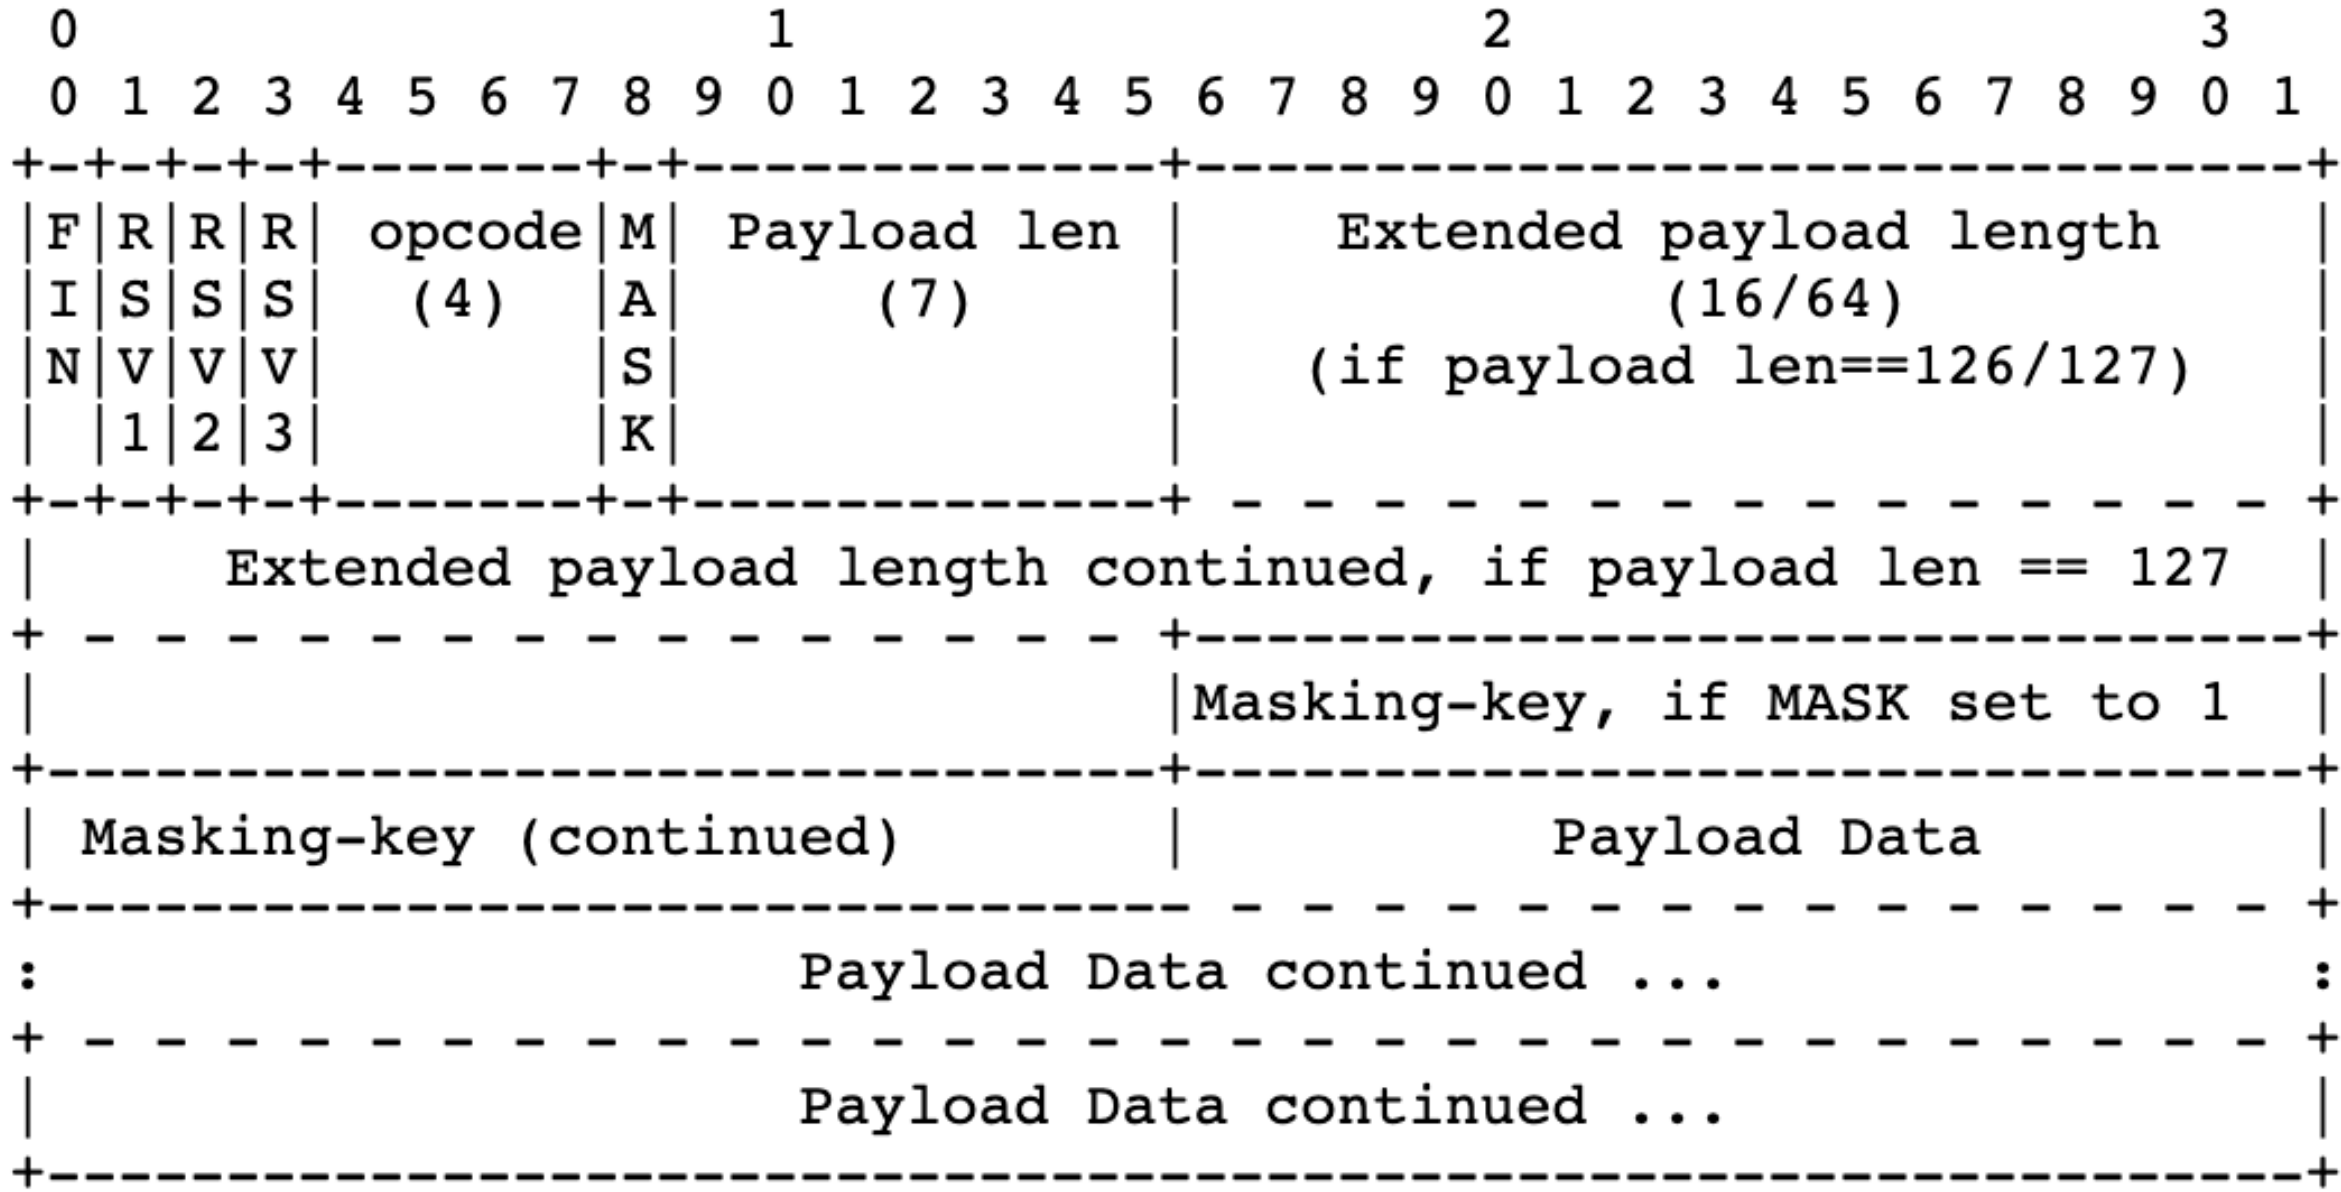 0                   1                   2                   3
 0 1 2 3 4 5 6 7 8 9 0 1 2 3 4 5 6 7 8 9 0 1 2 3 4 5 6 7 8 9 0 1
+-+-+-+-+-------+-+-------------+-------------------------------+
|F|R|R|R| opcode|M| Payload len |    Extended payload length    |
|I|S|S|S|  (4)  |A|     (7)     |             (16/64)           |
|N|V|V|V|       |S|             |   (if payload len==126/127)   |
| |1|2|3|       |K|             |                               |
+-+-+-+-+-------+-+-------------+ - - - - - - - - - - - - - - - +
|     Extended payload length continued, if payload len == 127  |
+ - - - - - - - - - - - - - - - +-------------------------------+
|                               |Masking-key, if MASK set to 1  |
+-------------------------------+-------------------------------+
| Masking-key (continued)       |          Payload Data         |
+-------------------------------- - - - - - - - - - - - - - - - +
:                     Payload Data continued ...                :
+ - - - - - - - - - - - - - - - - - - - - - - - - - - - - - - - +
|                     Payload Data continued ...                |
+---------------------------------------------------------------+